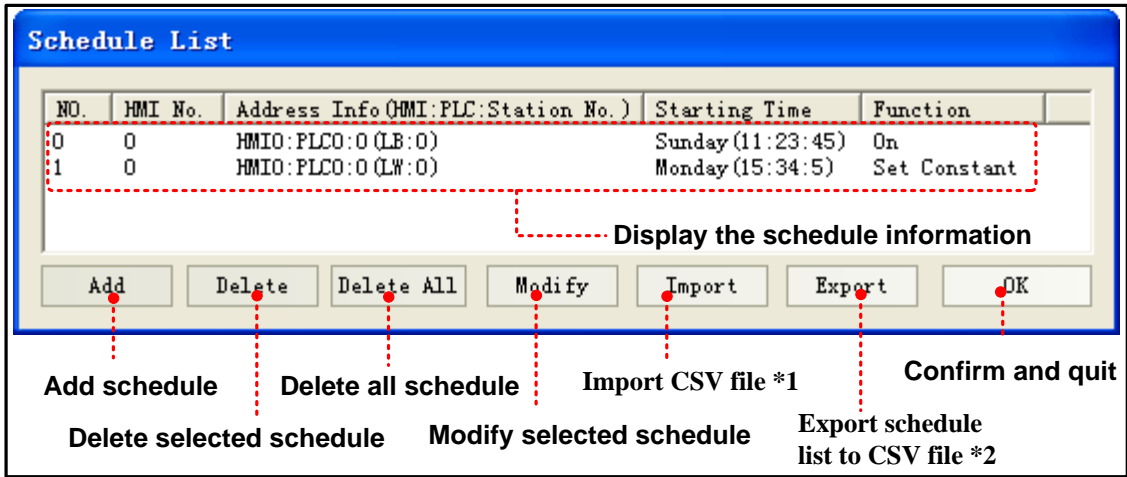 Schedule List
NO. HMI No. Address Info(HMI:PLC:Station No.) Starting Time Function
0 0 HMI0:PLC0:0(LB:0) Sunday(11:23:45) On
1 0 HMI0:PLC0:0(LW:0) Monday(15:34:5) Set Constant
Display the schedule information
Add Delete Delete All Modify Import Export OK
Add schedule Delete all schedule Import CSV file *1 Confirm and quit
Delete selected schedule Modify selected schedule Export schedule
list to CSV file *2